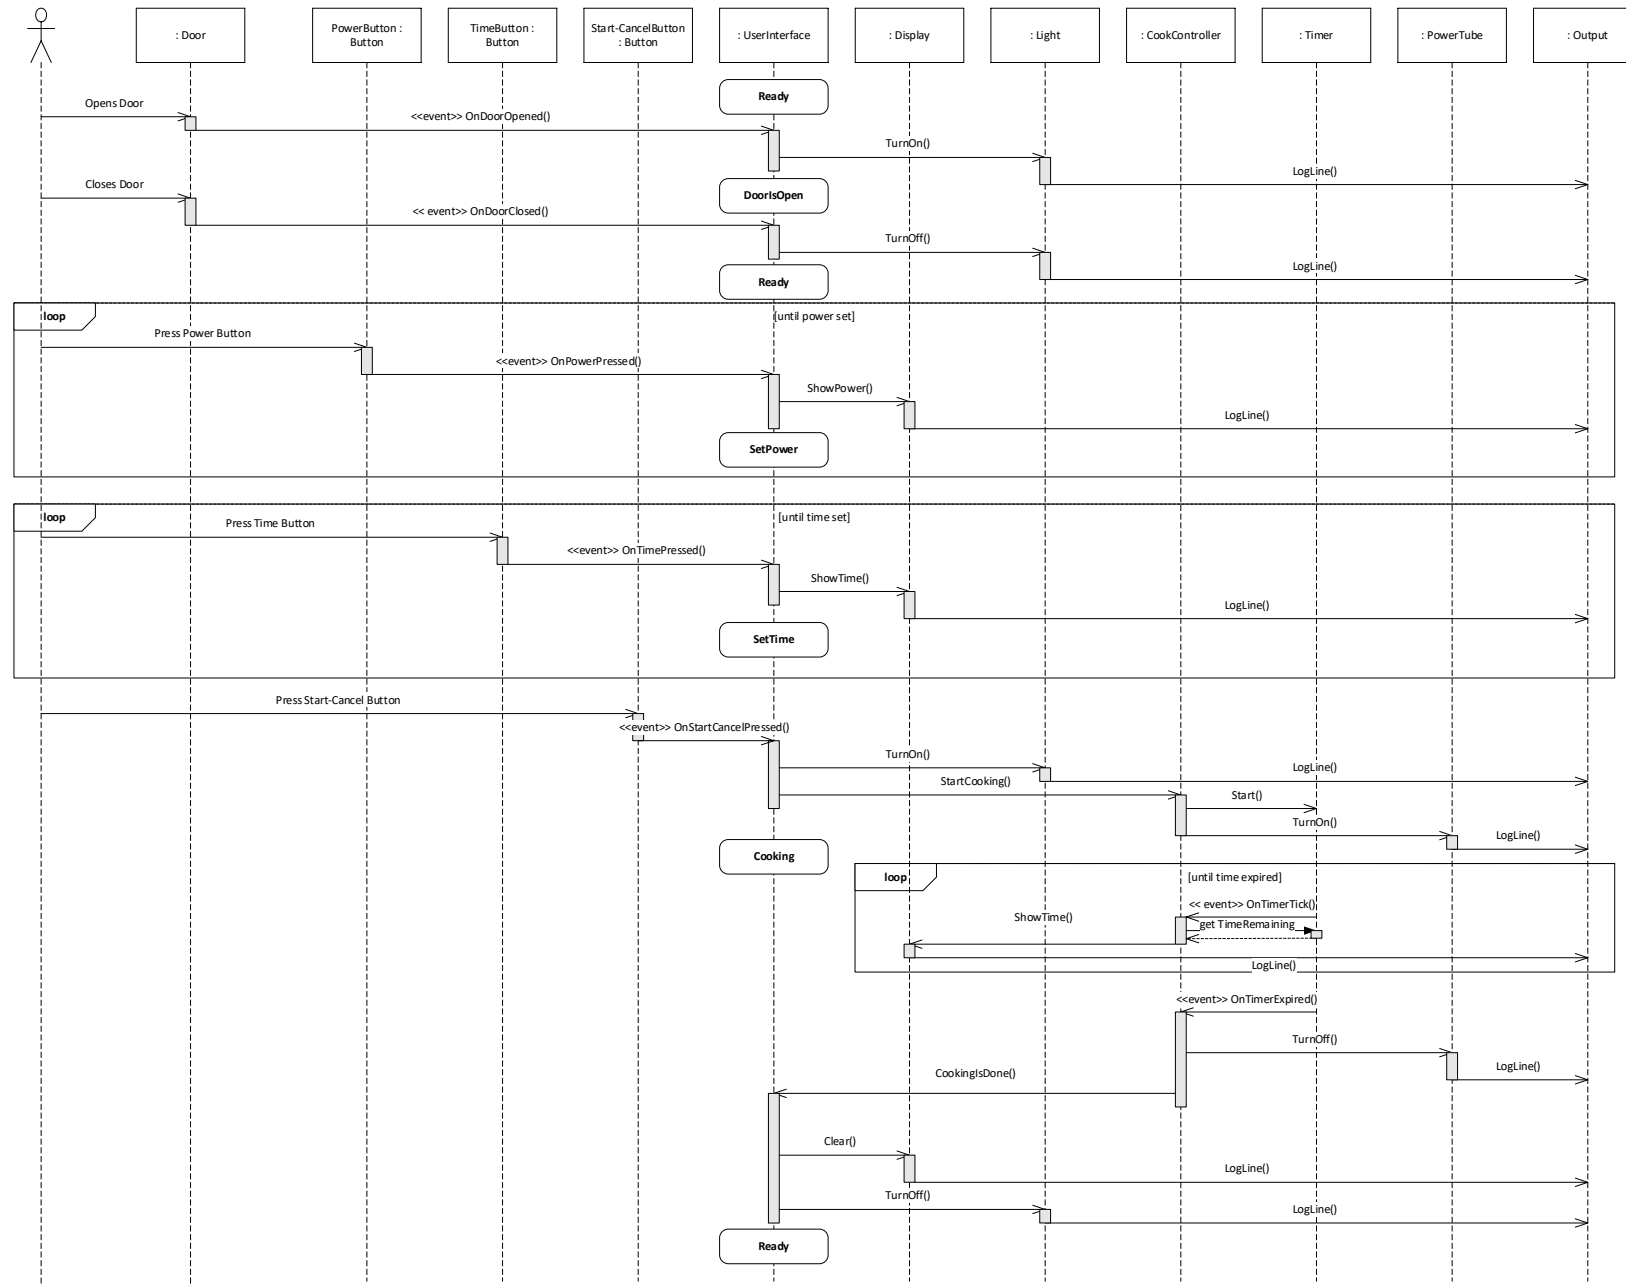 : Door
PowerButton :
Button
TimeButton :
Button
Start-CancelButton
: Button
: UserInterface
: Display
: Light
: CookController
: Timer
: PowerTube
: Output
Ready
Opens Door
<<event>> OnDoorOpened()
TurnOn()
LogLine()
Closes Door
DoorIsOpen
<< event>> OnDoorClosed()
TurnOff()
LogLine()
Ready
loop
[until power set]
Press Power Button
<<event>> OnPowerPressed()
ShowPower()
LogLine()
SetPower
loop
[until time set]
Press Time Button
<<event>> OnTimePressed()
ShowTime()
LogLine()
SetTime
Press Start-Cancel Button
<<event>> OnStartCancelPressed()
TurnOn()
LogLine()
StartCooking()
Start()
TurnOn()
LogLine()
Cooking
loop
[until time expired]
<< event>> OnTimerTick()
ShowTime()
get TimeRemaining
LogLine()
<<event>> OnTimerExpired()
TurnOff()
LogLine()
CookingIsDone()
Clear()
LogLine()
TurnOff()
LogLine()
Ready